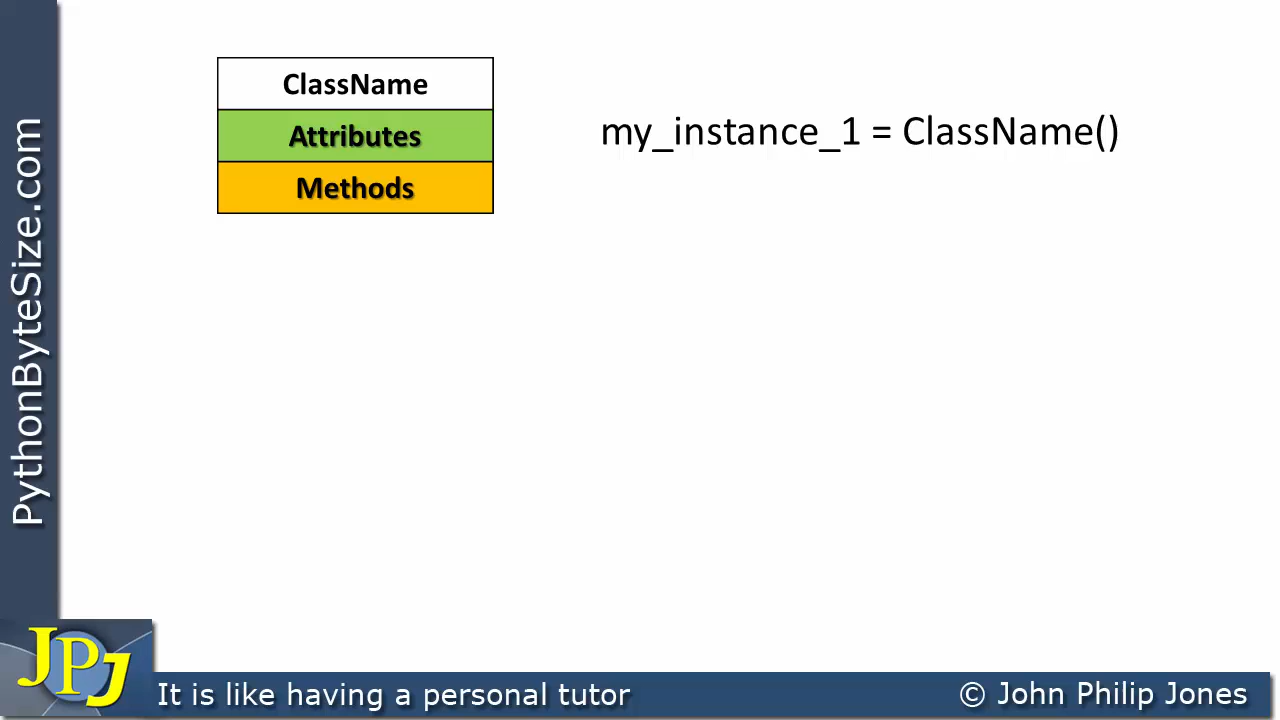 ClassName
Attributes
Methods
my_instance_1 = ClassName()
PythonByteSize.com
JPJ
It is like having a personal tutor
© John Philip Jones